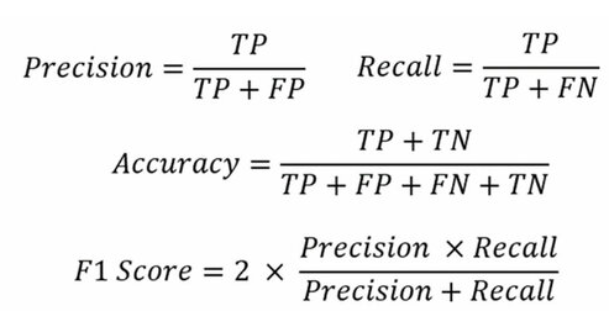 Precision = TP / TP + FP
Recall = TP / TP + FN
Accuracy = TP + TN / TP + FP + FN + TN
F1 Score = 2 × Precision × Recall / Precision + Recall